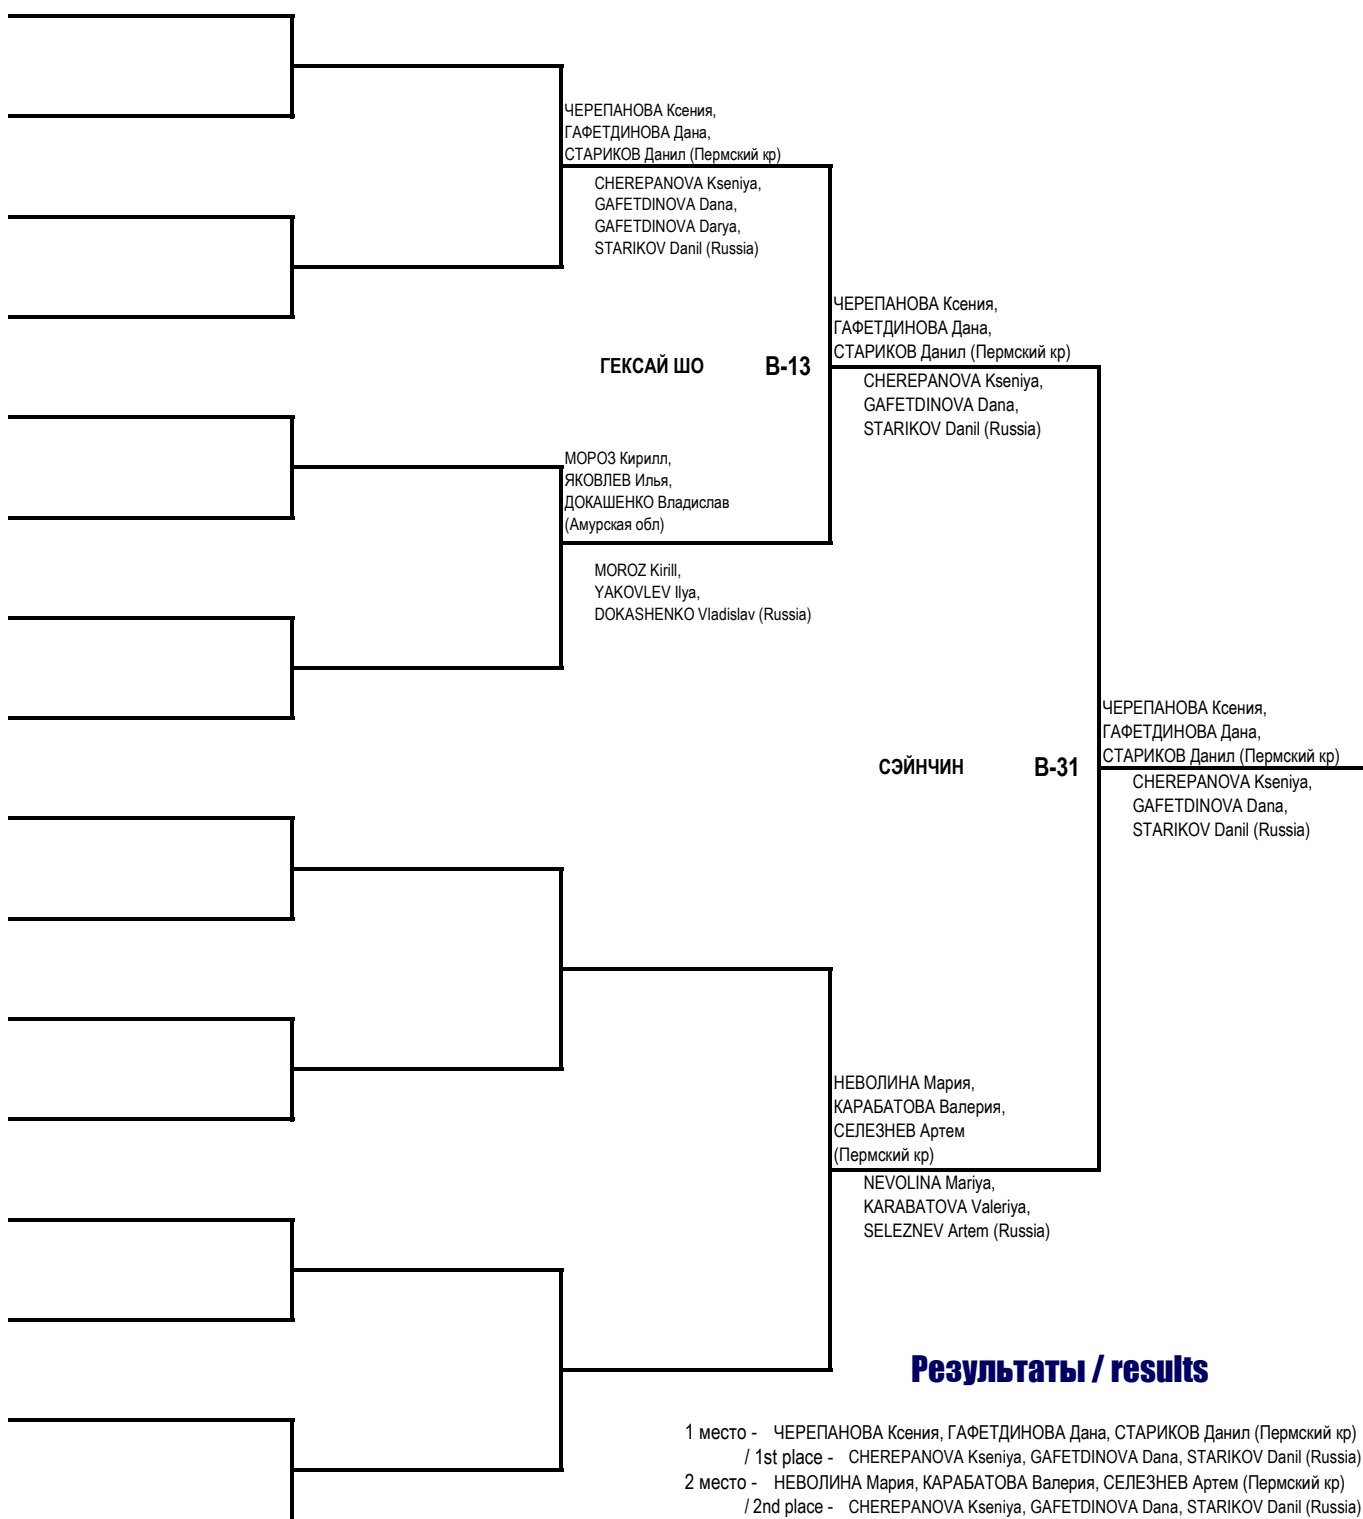 ЧЕРЕПАНОВА Ксения,
ГАФЕТДИНОВА Дана,
СТАРИКОВ Данил (Пермский кр)
CHEREPANOVA Kseniya,
GAFETDINOVA Dana,
GAFETDINOVA Darya,
STARIKOV Danil (Russia)
ЧЕРЕПАНОВА Ксения,
ГАФЕТДИНОВА Дана,
СТАРИКОВ Данил (Пермский кр)
ГЕКСАЙ ШО B-13
CHEREPANOVA Kseniya,
GAFETDINOVA Dana,
STARIKOV Danil (Russia)
МОРОЗ Кирилл,
ЯКОВЛЕВ Илья,
ДОКАШЕНКО Владислав
(Амурская обл)
MOROZ Kirill,
YAKOVLEV Ilya,
DOKASHENKO Vladislav (Russia)
ЧЕРЕПАНОВА Ксения,
ГАФЕТДИНОВА Дана,
СТАРИКОВ Данил (Пермский кр)
СЭЙНЧИН B-31
CHEREPANOVA Kseniya,
GAFETDINOVA Dana,
STARIKOV Danil (Russia)
НЕВОЛИНА Мария,
КАРАБАТОВА Валерия,
СЕЛЕЗНЕВ Артем
(Пермский кр)
NEVOLINA Mariya,
KARABATOVA Valeriya,
SELEZNEV Artem (Russia)
Результаты / results
1 место - ЧЕРЕПАНОВА Ксения, ГАФЕТДИНОВА Дана, СТАРИКОВ Данил (Пермский кр)
/ 1st place - CHEREPANOVA Kseniya, GAFETDINOVA Dana, STARIKOV Danil (Russia)
2 место - НЕВОЛИНА Мария, КАРАБАТОВА Валерия, СЕЛЕЗНЕВ Артем (Пермский кр)
/ 2nd place - CHEREPANOVA Kseniya, GAFETDINOVA Dana, STARIKOV Danil (Russia)